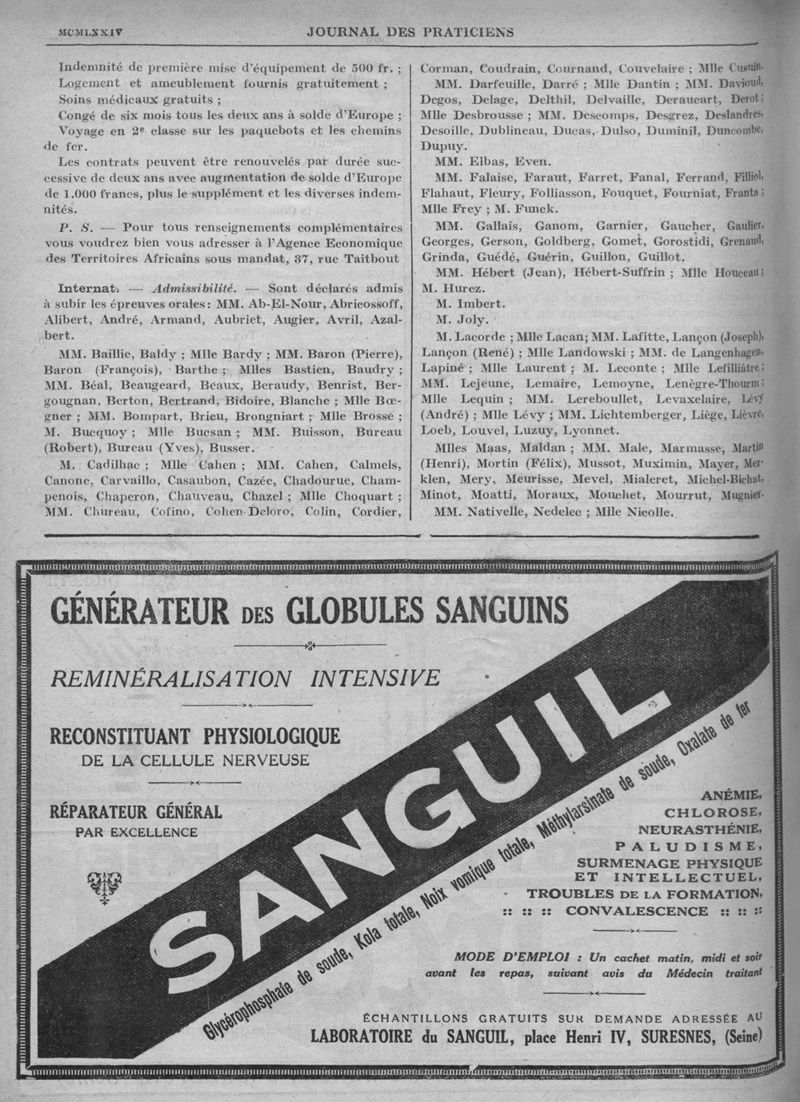 MCMLXXIV
JOURNAL DES PRATICIENS
Indemnité de première mise d'équipement de 500 fr. ;
Logement et ameublement fournis gratuitement ;
Soins médicaux gratuits ;
Congé de six mois tous les deux ans à solde d'Europe ;
Voyage en 2e classe sur les paquebots et les chemins
de fer.
Les contrats peuvent être renouvelés par durée suc-
cessive de deux ans avec augmentation de solde d'Europe
de 1.000 francs, plus le supplément et les diverses indem-
nités.
P. S. — Pour tous renseignements complémentaires
vous voudrez bien vous adresser à l'Agence Economique
des Territoires Africains sous mandat, 37, rue Taitbout
Internat. — Admissibilité. — Sont déclarés admis
à subir les épreuves orales : MM. Ab-El-Nour, Abricossoff,
Alibert, André, Armand, Aubriet, Augier, Avril, Azal-
bert.
MM. Baillie, Baldy ; Mlle Bardy ; MM. Baron (Pierre),
Baron (François), Barthe ; Mlles Bastien, Baudry ;
MM. Béal, Beaugeard, Beaux, Beraudy, Benrist, Ber-
gougnan, Berton, Bertrand, Bidoire, Blanche ; Mlle Bœ-
gner ; MM. Bompart, Brieu, Brongniart ; Mlle Brosse ;
M. Bucquoy ; Mlle Bucsan ; MM. Buisson, Bureau
(Robert), Bureau (Yves), Busser.
M. Cadilhac ; Mlle Cahen ; MM. Cahen, Calmels,
Canone, Carvaillo, Casaubon, Cazée, Chadourue, Cham-
penois, Chaperon, Chauveau, Chazel ; Mlle Choquart ;
MM. Chureau, Cofino, Cohen-Deloro, Colin, Cordier,
Corman, Coudrain, Cournand, Couvelaire ; Mlle Cusuin.
MM. Darfeuille, Darré ; Mlle Dantin ; MM. Davioud,
Degos, Delage, Delthil, Delvaille, Deraucart, Derot ;
Mlle Desbrousse ; MM. Descomps, Desgrez, Deslandres,
Desoille, Dublineau, Ducas, Dulso, Duminil, Duncombe,
Dupuy.
MM. Elbas, Even.
MM. Falaise, Faraut, Farret, Fanal, Ferrand, Filliol,
Flahaut, Fleury, Folliasson, Fouquet, Fourniat, Franta ;
Mlle Frey ; M. Funck.
MM. Gallais, Ganom, Garnier, Gaucher, Gaulier,
Georges, Gerson, Goldberg, Gomet, Gorostidi, Grenaud,
Grinda, Guédé, Guérin, Guillon, Guillot.
MM. Hébert (Jean), Hébert-Suffrin ; Mlle Houceau ;
M. Hurez.
M. Imbert.
M. Joly.
M. Lacorde ; Mlle Lacan; MM. Lafitte, Lançon (Joseph),
Lançon (René) ; Mlle Landowski ; MM. de Langenhagen,
Lapiné ; Mlle Laurent ; M. Leconte ; Mlle Lefilliâtre ;
MM. Lejeune, Lemaire, Lemoyne, Lenègre-Thourin ;
Mlle Lequin ; MM. Lereboullet, Levaxelaire, Lévy
(André) ; Mlle Lévy ; MM. Lichtemberger, Liège, Lièvre,
Loeb, Louvel, Luzuy, Lyonnet.
Mlles Maas, Maldan ; MM. Male, Marmasse, Martin
(Henri), Mortin (Félix), Mussot, Muximin, Mayer, Mer-
klen, Mery, Meurisse, Mevel, Mialeret, Michel-Bichat,
Minot, Moatti, Moraux, Mouchet, Mourrut, Mugnier.
MM. Nativelle, Nedelec ; Mlle Nicolle.
GÉNÉRATEUR DES GLOBULES SANGUINS
REMINÉRALISATION INTENSIVE
RECONSTITUANT PHYSIOLOGIQUE
DE LA CELLULE NERVEUSE
RÉPARATEUR GÉNÉRAL
PAR EXCELLENCE
SANGUIL
Glycérophosphate de soude, Kola totale, Noix vomique totale, Méthylarsinate de soude, Oxalate de fer
ANÉMIE,
CHLOROSE,
NEURASTHÉNIE,
PALUDISME,
SURMENAGE PHYSIQUE
ET INTELLECTUEL,
TROUBLES DE LA FORMATION,
:: :: :: CONVALESCENCE :: :: ::
MODE D'EMPLOI : Un cachet matin, midi et soir
avant les repas, suivant avis du Médecin traitant
ÉCHANTILLONS GRATUITS SUR DEMANDE ADRESSÉE AU
LABORATOIRE du SANGUIL, place Henri IV, SURESNES, (Seine)